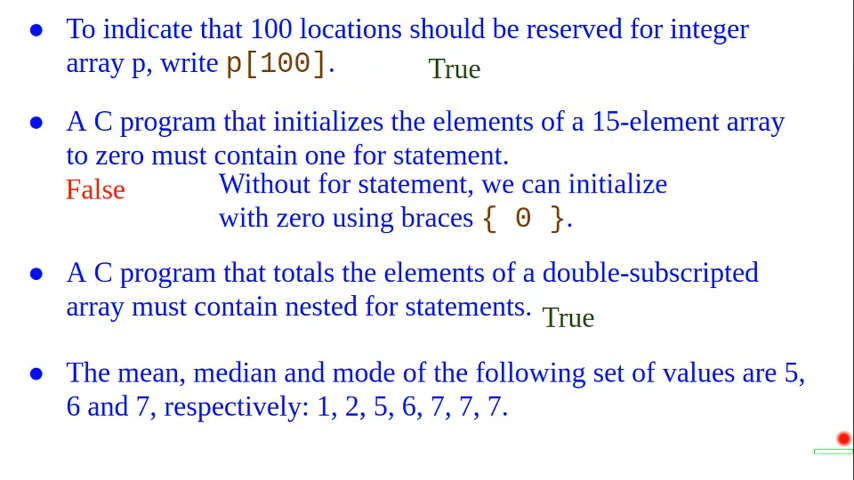 ● To indicate that 100 locations should be reserved for integer
array p, write p[100].
True
● A C program that initializes the elements of a 15-element array
to zero must contain one for statement.
False
Without for statement, we can initialize
with zero using braces { 0 }.
● A C program that totals the elements of a double-subscripted
array must contain nested for statements.
True
● The mean, median and mode of the following set of values are 5,
6 and 7, respectively: 1, 2, 5, 6, 7, 7, 7.